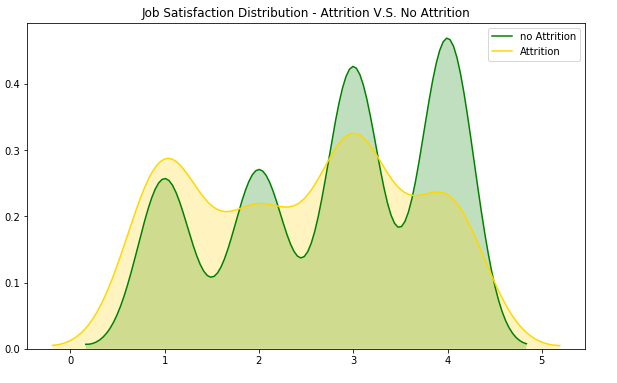 Job Satisfaction Distribution - Attrition V.S. No Attrition
no Attrition
Attrition
0.4
0.3
0.2
0.1
0.0
0 1 2 3 4 5